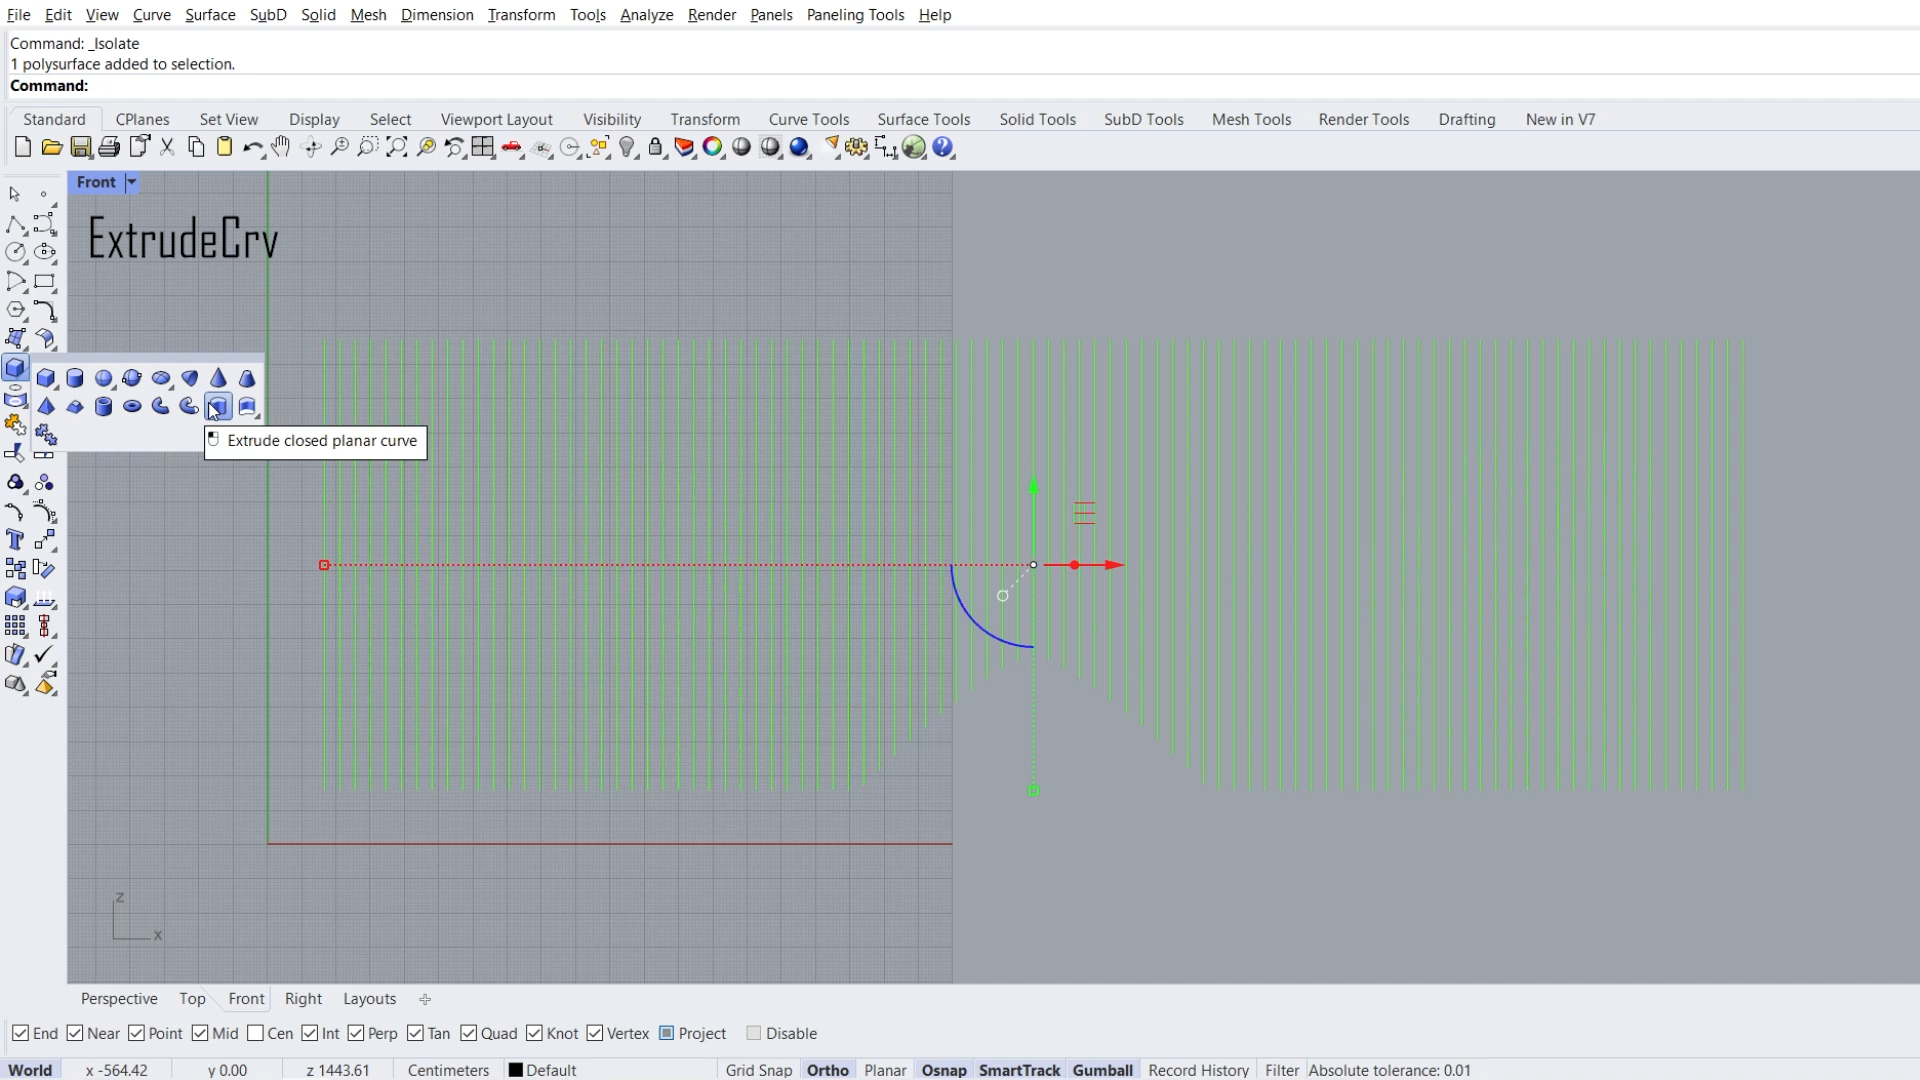 File Edit View Curve Surface SubD Solid Mesh Dimension Transform Tools Analyze Render Panels Paneling Tools Help
Command: _Isolate
1 polysurface added to selection.
Command:
Standard CPlanes Set View Display Select Viewport Layout Visibility Transform Curve Tools Surface Tools Solid Tools SubD Tools Mesh Tools Render Tools Drafting New in V7
Front
ExtrudeCrv
Extrude closed planar curve
z
x
Perspective Top Front Right Layouts
End Near Point Mid Cen Int Perp Tan Quad Knot Vertex Project Disable
World x -564.42 y 0.00 z 1443.61 Centimeters Default Grid Snap Ortho Planar Osnap SmartTrack Gumball Record History Filter Absolute tolerance: 0.01